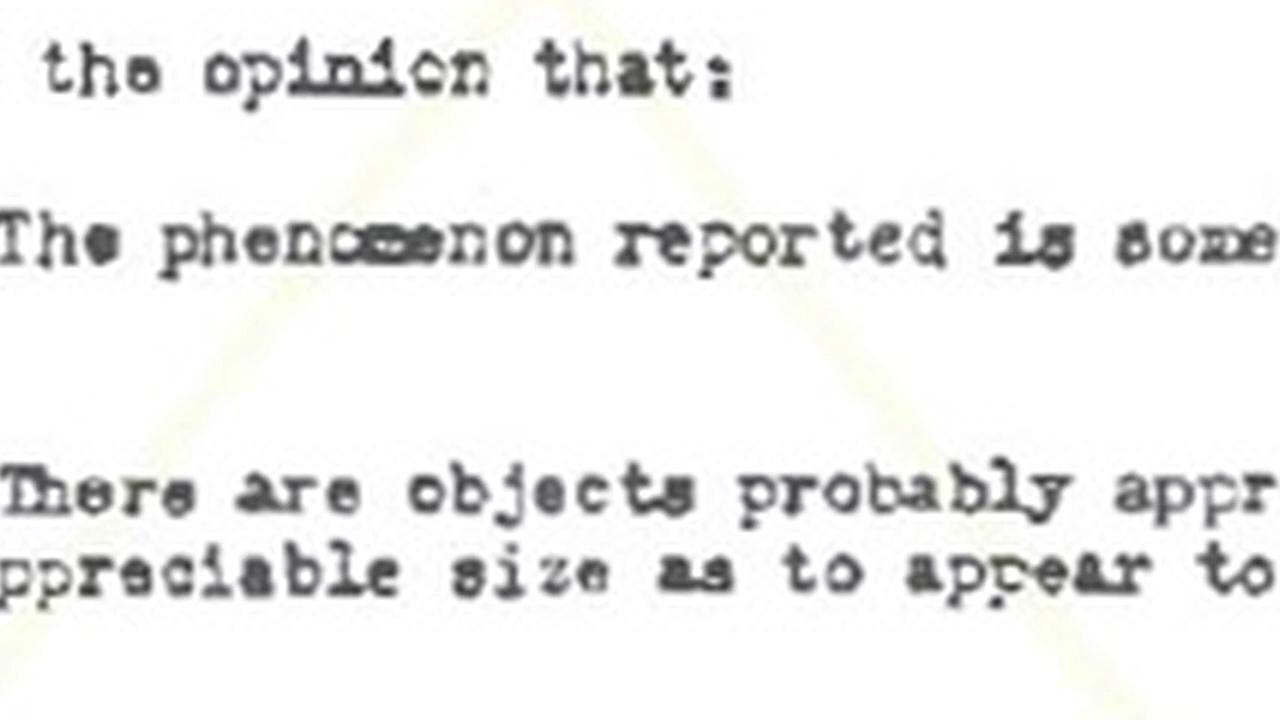 the opinion that:
The phenomenon reported is some
There are objects probably appr
ppreciable size as to appear to